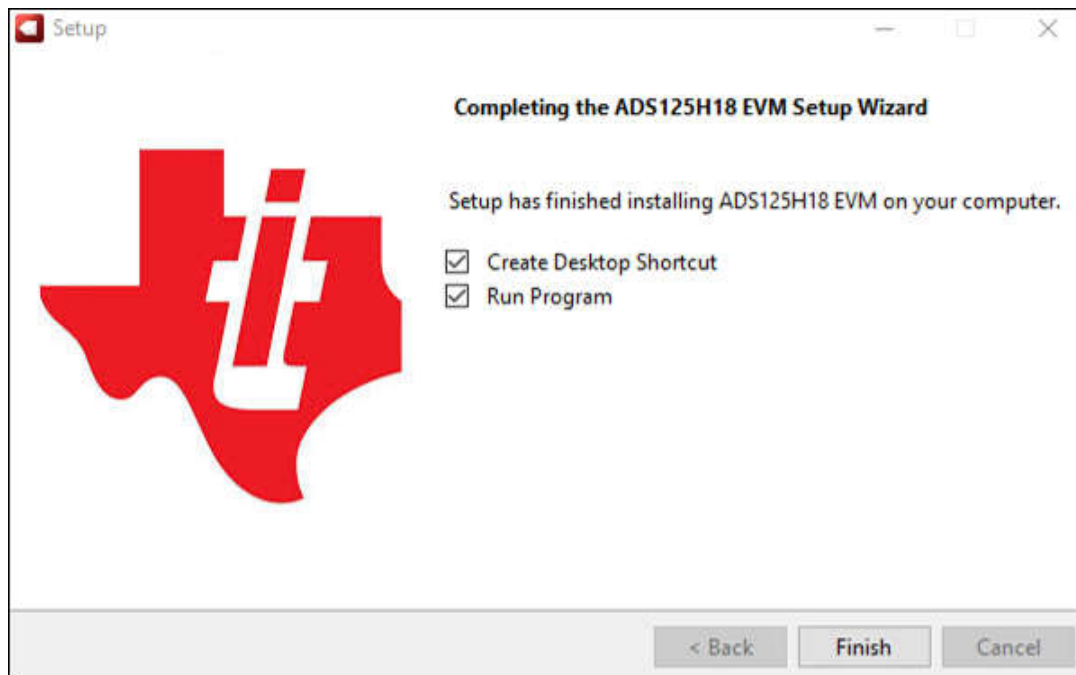 Setup
Completing the ADS125H18 EVM Setup Wizard
Setup has finished installing ADS125H18 EVM on your computer.
Create Desktop Shortcut
Run Program
< Back Finish Cancel